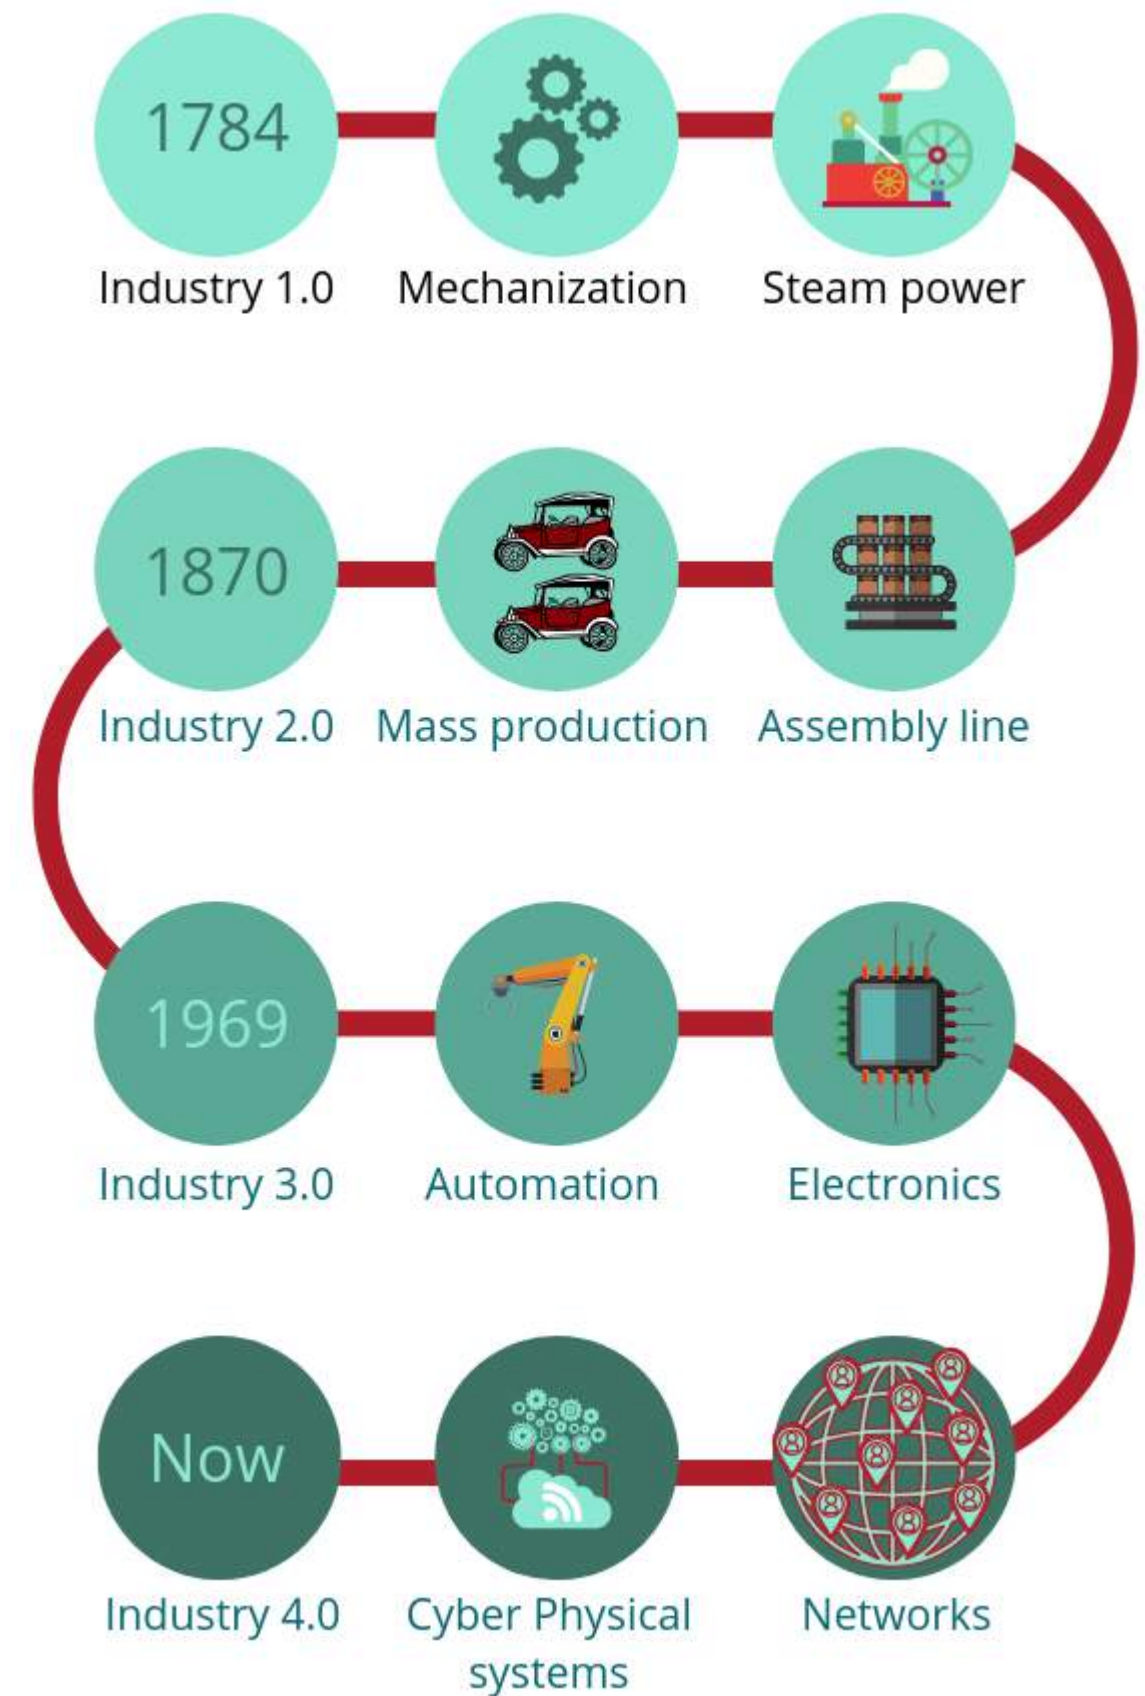 1784
Industry 1.0
Mechanization
Steam power
1870
Industry 2.0
Mass production
Assembly line
1969
Industry 3.0
Automation
Electronics
Now
Industry 4.0
Cyber Physical
systems
Networks